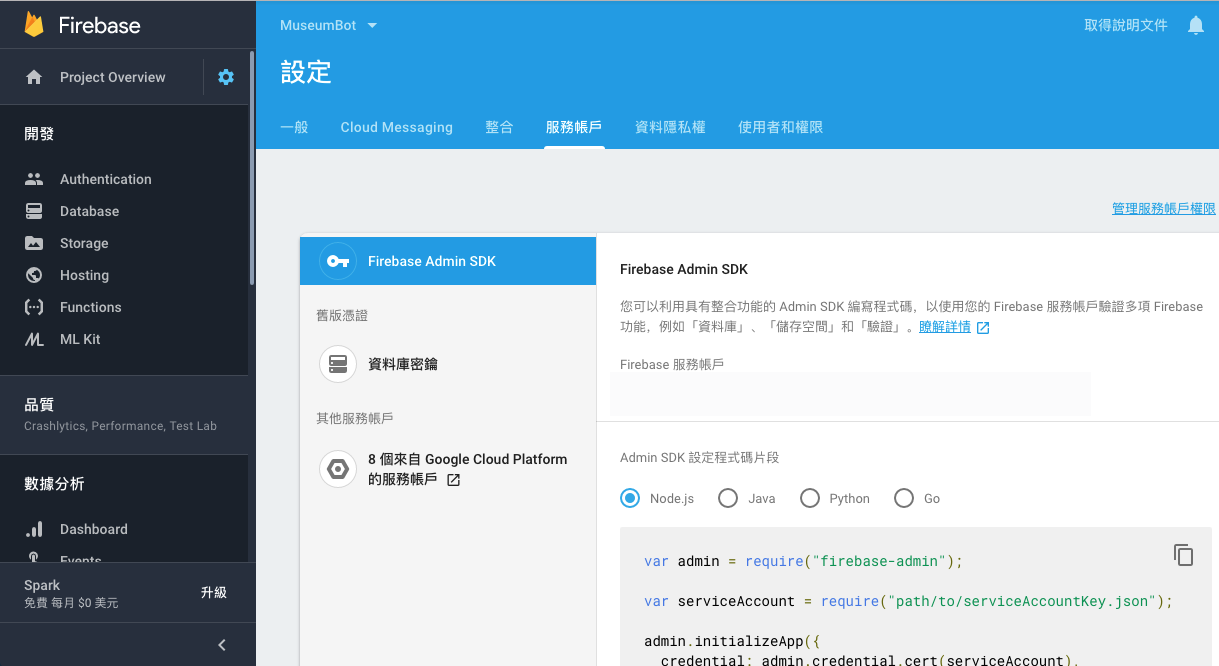 Firebase
MuseumBot
取得說明文件
Project Overview
設定
一般
Cloud Messaging
整合
服務帳戶
資料隱私權
使用者和權限
開發
Authentication
Database
Storage
Hosting
Functions
ML Kit
品質
Crashlytics, Performance, Test Lab
數據分析
Dashboard
Events
Spark
免費 每月 $0 美元
升級
管理服務帳戶權限
Firebase Admin SDK
舊版憑證
資料庫密鑰
其他服務帳戶
8 個來自 Google Cloud Platform
的服務帳戶
Firebase Admin SDK
您可以利用具有整合功能的 Admin SDK 編寫程式碼，以使用您的 Firebase 服務帳戶驗證多項 Firebase
功能，例如「資料庫」、「儲存空間」和「驗證」。瞭解詳情
Firebase 服務帳戶
Admin SDK 設定程式碼片段
Node.js
Java
Python
Go
var admin = require("firebase-admin");
var serviceAccount = require("path/to/serviceAccountKey.json");
admin.initializeApp({
credential: admin.credential.cert(serviceAccount),